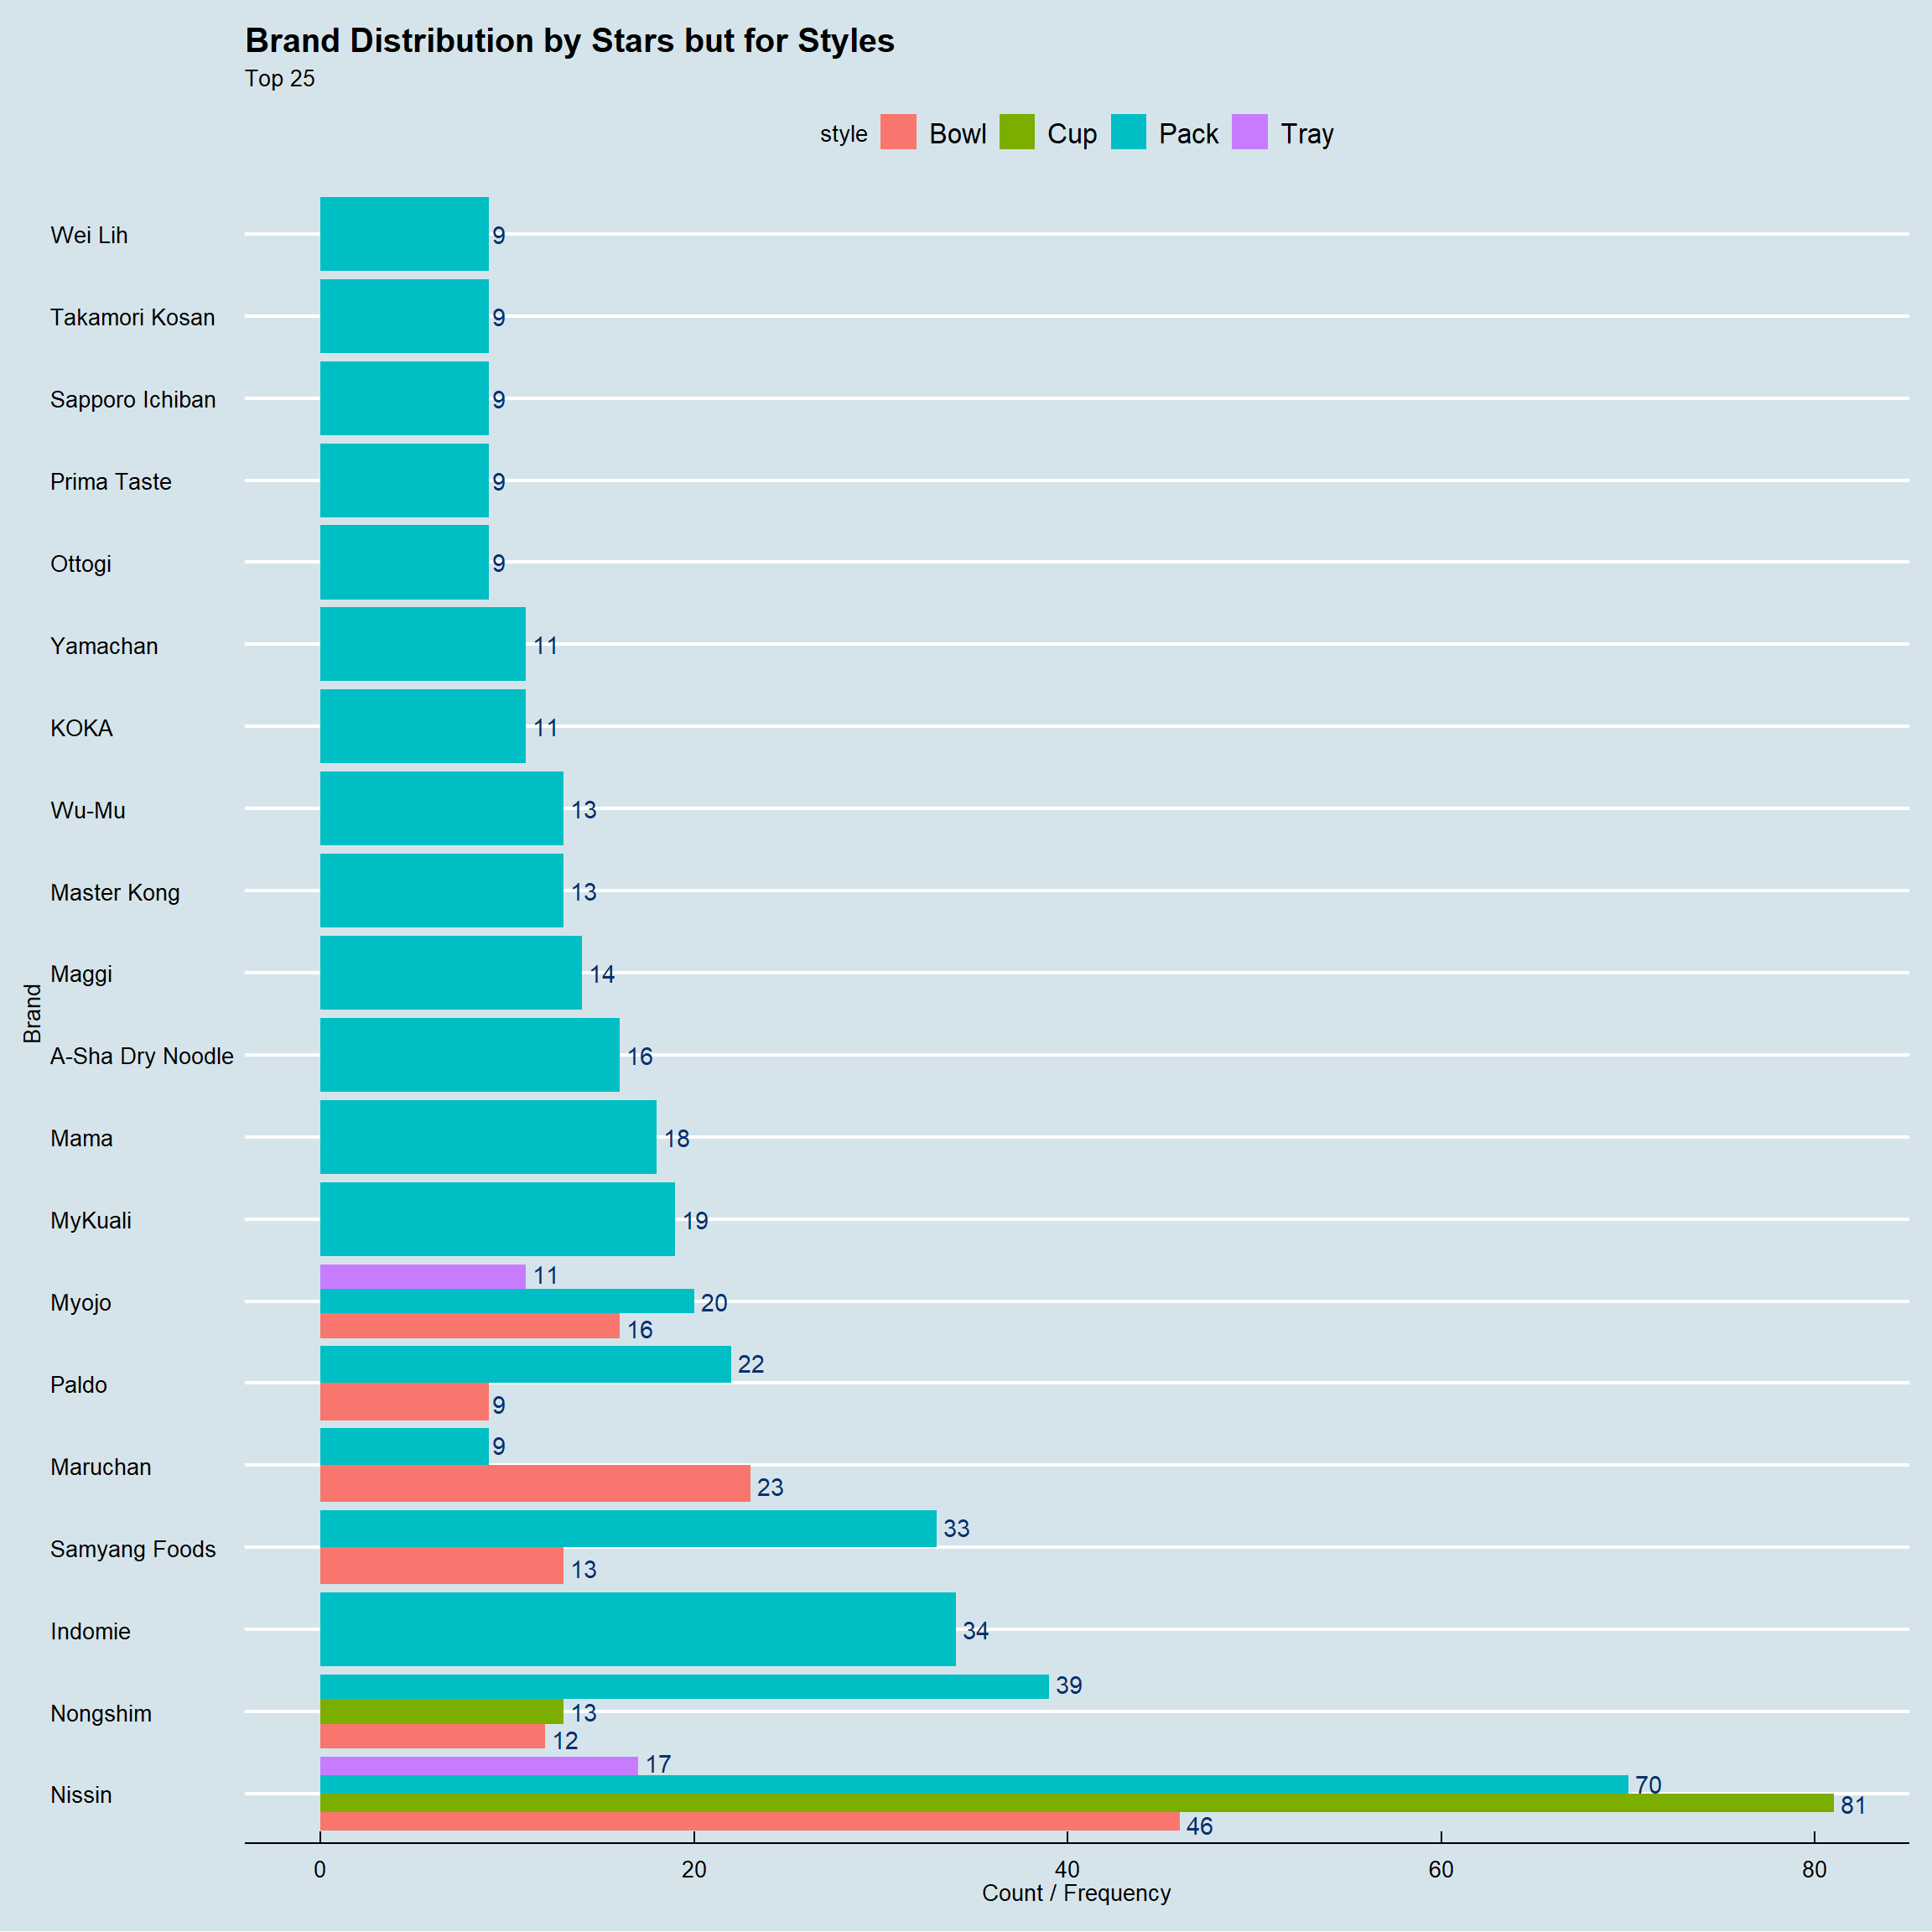 Brand Distribution by Stars but for Styles
Top 25
style Bowl Cup Pack Tray
Wei Lih 9
Takamori Kosan 9
Sapporo Ichiban 9
Prima Taste 9
Ottogi 9
Yamachan 11
KOKA 11
Wu-Mu 13
Master Kong 13
Maggi 14
Brand
A-Sha Dry Noodle 16
Mama 18
MyKuali 19
11
Myojo 20
16
22
Paldo
9
9
Maruchan
23
33
Samyang Foods
13
Indomie 34
39
Nongshim 13
12
17
70
Nissin
81
46
0 20 40 60 80
Count / Frequency